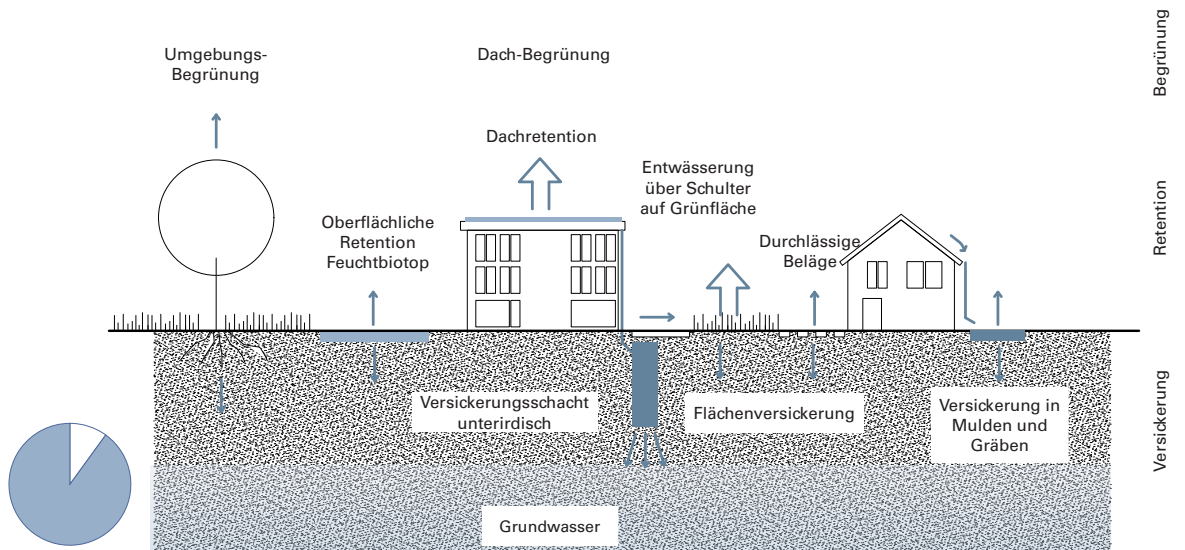 Umgebungs-
Begrünung
Dach-Begrünung
Begrünung
Dachretention
Entwässerung
über Schulter
auf Grünfläche
Oberflächliche
Retention
Feuchtbiotop
Durchlässige
Beläge
Retention
Versickerungsschacht
unterirdisch
Flächenversickerung
Versickerung in
Mulden und
Gräben
Versickerung
Grundwasser